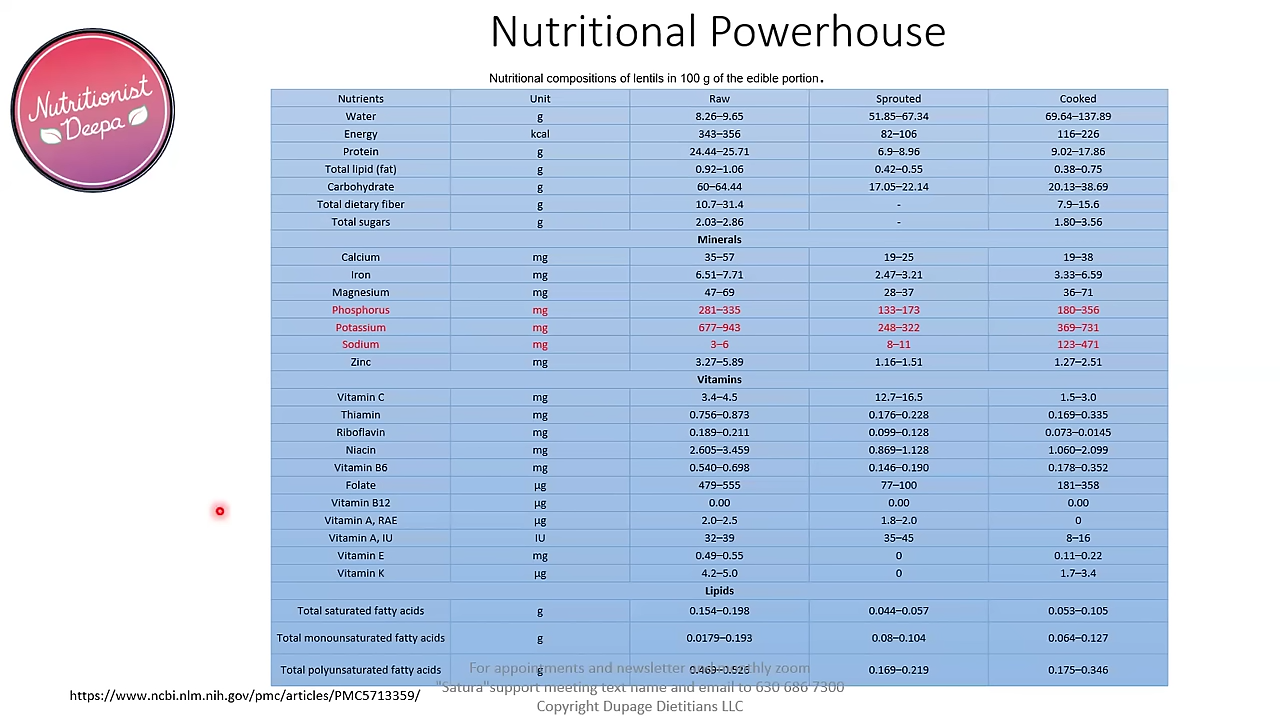 Nutritional Powerhouse
Nutritionist
Deepa
Nutritional compositions of lentils in 100 g of the edible portion.
Nutrients Unit Raw Sprouted Cooked
Water g 8.26–9.65 51.85–67.34 69.64–137.89
Energy kcal 343–356 82–106 116–226
Protein g 24.44–25.71 6.9–8.96 9.02–17.86
Total lipid (fat) g 0.92–1.06 0.42–0.55 0.38–0.75
Carbohydrate g 60–64.44 17.05–22.14 20.13–38.69
Total dietary fiber g 10.7–31.4 - 7.9–15.6
Total sugars g 2.03–2.86 - 1.80–3.56
Minerals
Calcium mg 35–57 19–25 19–38
Iron mg 6.51–7.71 2.47–3.21 3.33–6.59
Magnesium mg 47–69 28–37 36–71
Phosphorus mg 281–335 133–173 180–356
Potassium mg 677–943 248–322 369–731
Sodium mg 3–6 8–11 123–471
Zinc mg 3.27–5.89 1.16–1.51 1.27–2.51
Vitamins
Vitamin C mg 3.4–4.5 12.7–16.5 1.5–3.0
Thiamin mg 0.756–0.873 0.176–0.228 0.169–0.335
Riboflavin mg 0.189–0.211 0.099–0.128 0.073–0.0145
Niacin mg 2.605–3.459 0.869–1.128 1.060–2.099
Vitamin B6 mg 0.540–0.698 0.146–0.190 0.178–0.352
Folate µg 479–555 77–100 181–358
Vitamin B12 µg 0.00 0.00 0.00
Vitamin A, RAE µg 2.0–2.5 1.8–2.0 0
Vitamin A, IU IU 32–39 35–45 8–16
Vitamin E mg 0.49–0.55 0 0.11–0.22
Vitamin K µg 4.2–5.0 0 1.7–3.4
Lipids
Total saturated fatty acids g 0.154–0.198 0.044–0.057 0.053–0.105
Total monounsaturated fatty acids g 0.0179–0.193 0.08–0.104 0.064–0.127
Total polyunsaturated fatty acids g 0.169–0.219 0.175–0.346
For appointments and newsletter and monthly zoom
"Satura"support meeting text name and email to 630 686 7300
Copyright Dupage Dietitians LLC
https://www.ncbi.nlm.nih.gov/pmc/articles/PMC5713359/